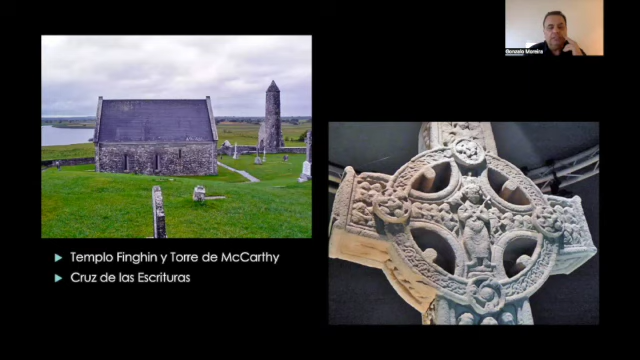 Gonzalo Moreira
Templo Finghin y Torre de McCarthy
Cruz de las Escrituras